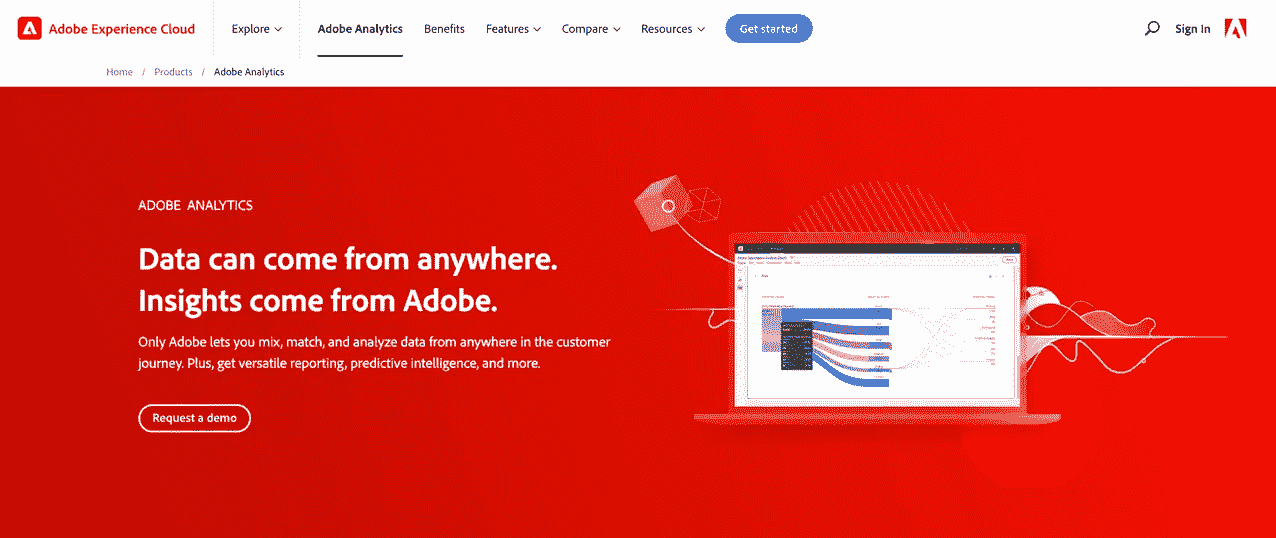 Adobe Experience Cloud
Explore
Adobe Analytics
Benefits
Features
Compare
Resources
Get started
Sign In
Home / Products / Adobe Analytics
ADOBE ANALYTICS
Data can come from anywhere.
Insights come from Adobe.
Only Adobe lets you mix, match, and analyze data from anywhere in the customer
journey. Plus, get versatile reporting, predictive intelligence, and more.
Request a demo